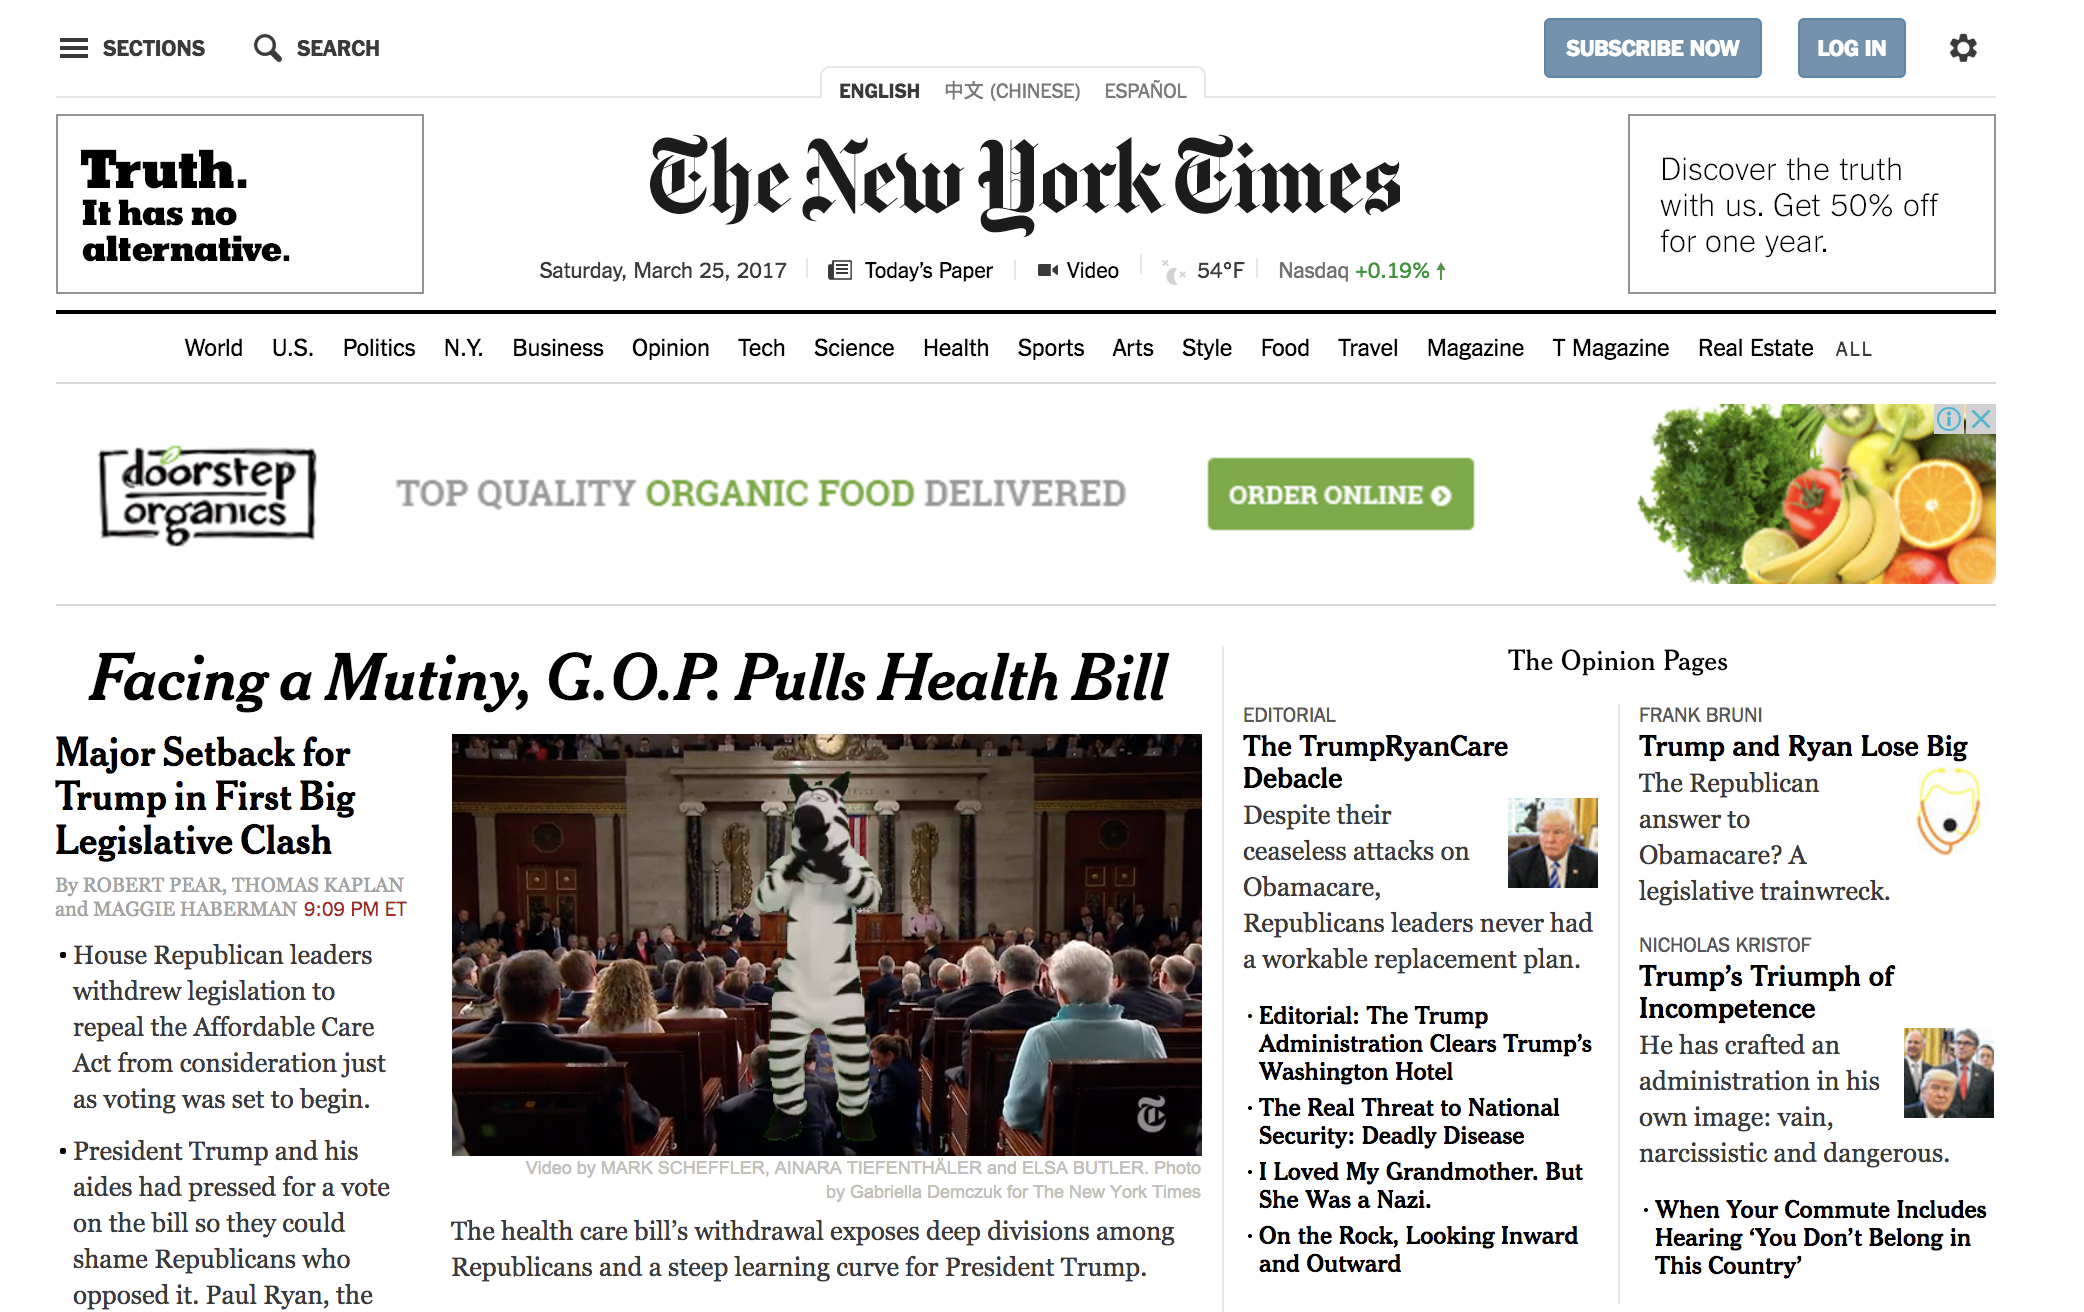 SECTIONS SEARCH
SUBSCRIBE NOW LOG IN
ENGLISH 中文 (CHINESE) ESPAÑOL
Truth.
It has no
alternative.
The New York Times
Discover the truth
with us. Get 50% off
for one year.
Saturday, March 25, 2017 Today's Paper Video 54°F Nasdaq +0.19% ↑
World U.S. Politics N.Y. Business Opinion Tech Science Health Sports Arts Style Food Travel Magazine T Magazine Real Estate ALL
doorstep
organics
TOP QUALITY ORGANIC FOOD DELIVERED
ORDER ONLINE
Facing a Mutiny, G.O.P. Pulls Health Bill
Major Setback for
Trump in First Big
Legislative Clash
By ROBERT PEAR, THOMAS KAPLAN
and MAGGIE HABERMAN 9:09 PM ET
• House Republican leaders
withdrew legislation to
repeal the Affordable Care
Act from consideration just
as voting was set to begin.
• President Trump and his
aides had pressed for a vote
on the bill so they could
shame Republicans who
opposed it. Paul Ryan, the
T
Video by MARK SCHEFFLER, AINARA TIEFENTHÄLER and ELSA BUTLER. Photo
by Gabriella Demczuk for The New York Times
The health care bill's withdrawal exposes deep divisions among
Republicans and a steep learning curve for President Trump.
The Opinion Pages
EDITORIAL
The TrumpRyanCare
Debacle
Despite their
ceaseless attacks on
Obamacare,
Republicans leaders never had
a workable replacement plan.
· Editorial: The Trump
Administration Clears Trump's
Washington Hotel
· The Real Threat to National
Security: Deadly Disease
· I Loved My Grandmother. But
She Was a Nazi.
· On the Rock, Looking Inward
and Outward
FRANK BRUNI
Trump and Ryan Lose Big
The Republican
answer to
Obamacare? A
legislative trainwreck.
NICHOLAS KRISTOF
Trump's Triumph of
Incompetence
He has crafted an
administration in his
own image: vain,
narcissistic and dangerous.
· When Your Commute Includes
Hearing 'You Don't Belong in
This Country'